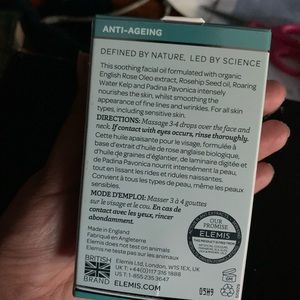 ANTI-AGEING
DEFINED BY NATURE, LED BY SCIENCE
This soothing facial oil formulated with organic
English Rose Oleo extract, Rosehip Seed oil, Roaring
Water Kelp and Padina Pavonica intensely
nourishes the skin, whilst smoothing the
appearance of fine lines and wrinkles. For all skin
types, including sensitive skin.
DIRECTIONS: Massage 3-4 drops over the face and
neck. If contact with eyes occurs, rinse thoroughly.
Cette huile apaisante pour le visage, formulée à
base d'extrait d'huile de rose anglaise biologique,
d'huile de graines d'églantier, de laminaire digitée et
de Padina Pavonica nourrit intensément la peau,
tout en lissant les rides et ridules naissantes.
Convient à tous types de peau, même les peaux
sensibles.
MODE D'EMPLOI: Masser 3 à 4 gouttes
sur le visage et le cou. En cas de
contact avec les yeux, rincer
abondamment.
Made in England
Fabriqué en Angleterre
Elemis does not test on animals
Elemis ne teste pas sur les animaux
OUR
PROMISE
ELEMIS
BRITISH
BRAND
Elemis Ltd, London, W1S 1EX, UK
UK T: +44(0)117 316 1888
US T: 1-855-235-3647
ELEMIS.COM